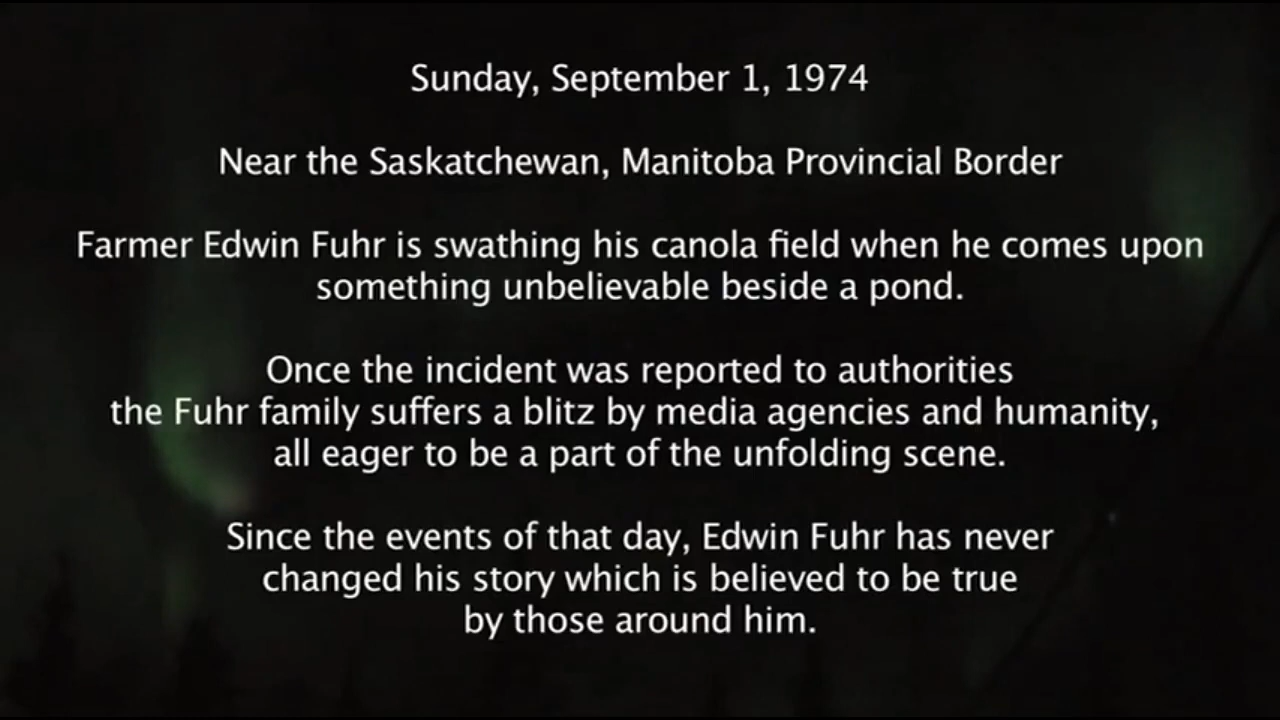 Sunday, September 1, 1974
Near the Saskatchewan, Manitoba Provincial Border
Farmer Edwin Fuhr is swathing his canola field when he comes upon
something unbelievable beside a pond.
Once the incident was reported to authorities
the Fuhr family suffers a blitz by media agencies and humanity,
all eager to be a part of the unfolding scene.
Since the events of that day, Edwin Fuhr has never
changed his story which is believed to be true
by those around him.